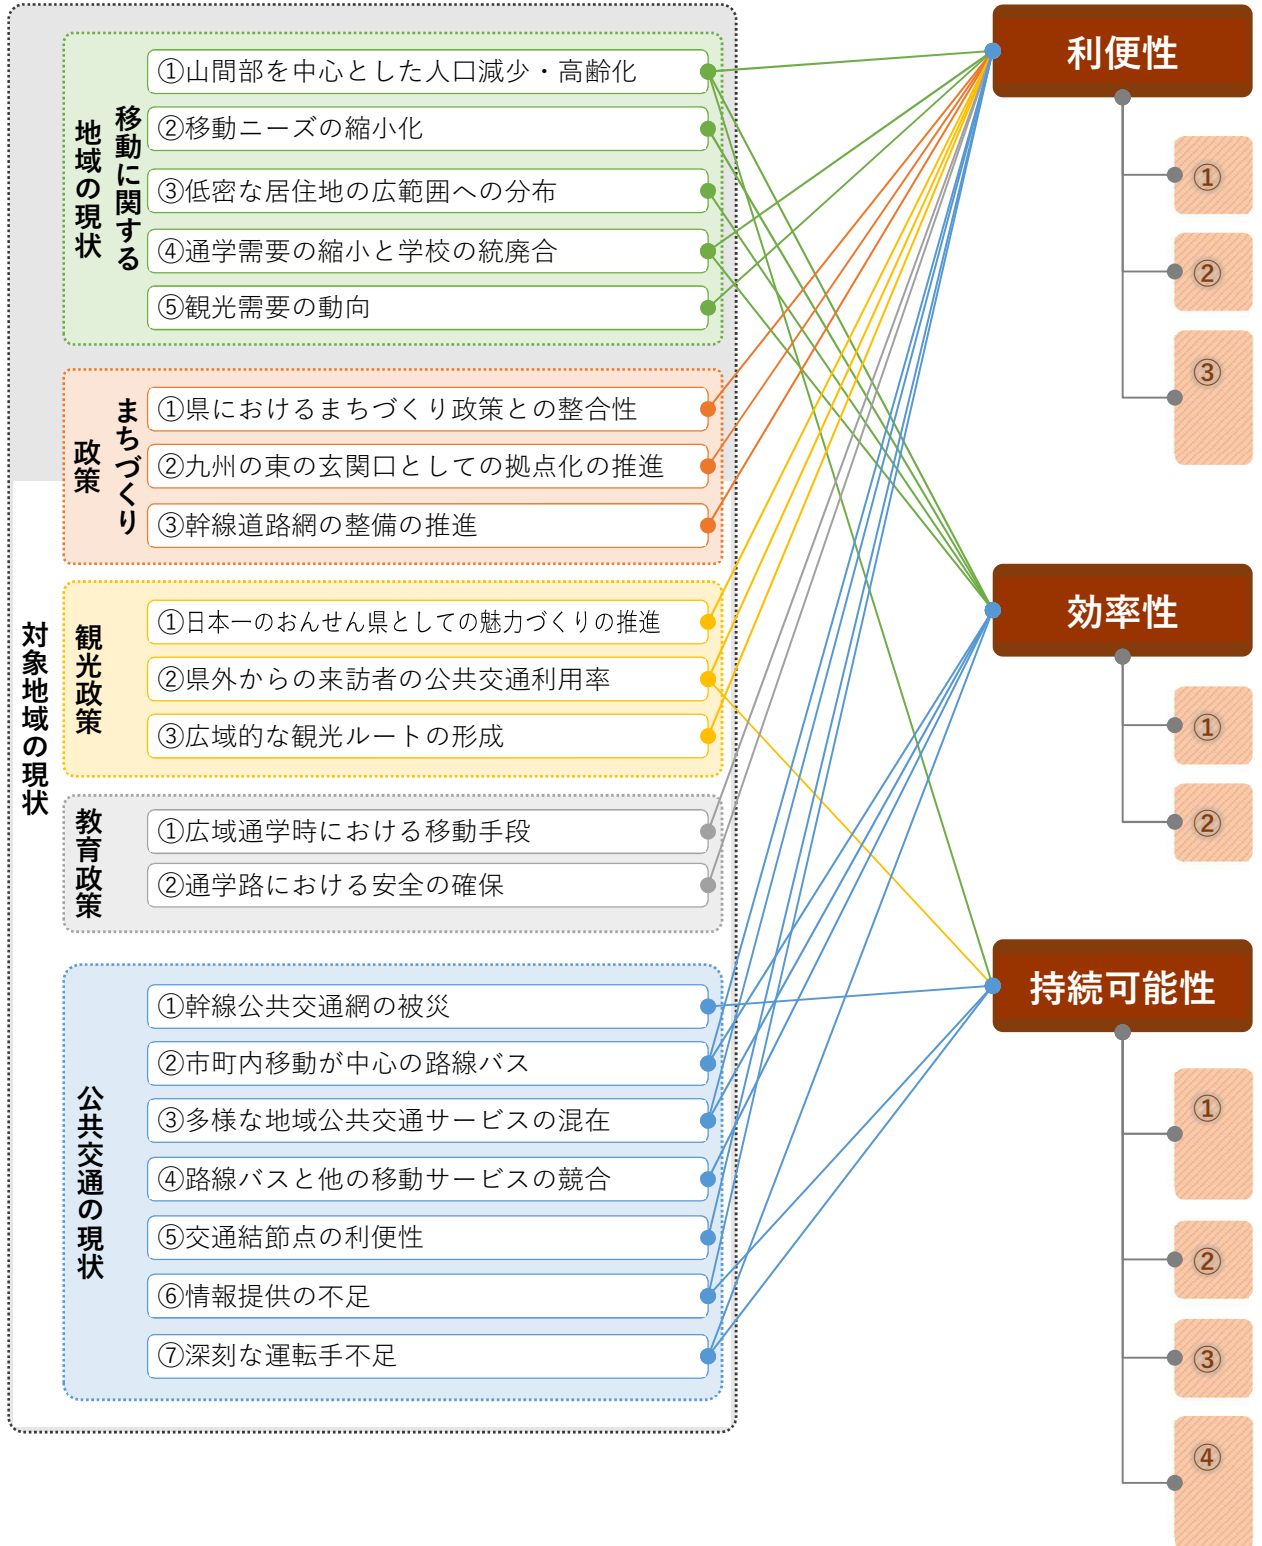 対象地域の現状
移動に関する
地域の現状
①山間部を中心とした人口減少・高齢化
②移動ニーズの縮小化
③低密な居住地の広範囲への分布
④通学需要の縮小と学校の統廃合
⑤観光需要の動向
まちづくり
政策
①県におけるまちづくり政策との整合性
②九州の東の玄関口としての拠点化の推進
③幹線道路網の整備の推進
観光政策
①日本一のおんせん県としての魅力づくりの推進
②県外からの来訪者の公共交通利用率
③広域的な観光ルートの形成
教育政策
①広域通学時における移動手段
②通学路における安全の確保
公共交通の現状
①幹線公共交通網の被災
②市町内移動が中心の路線バス
③多様な地域公共交通サービスの混在
④路線バスと他の移動サービスの競合
⑤交通結節点の利便性
⑥情報提供の不足
⑦深刻な運転手不足
利便性
①
②
③
効率性
①
②
持続可能性
①
②
③
④